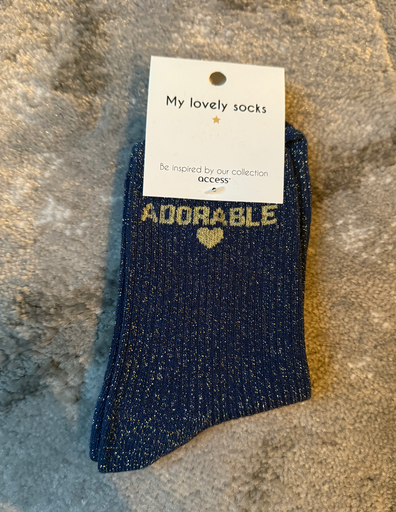 My lovely socks
Be inspired by our collection
access
ADORABLE